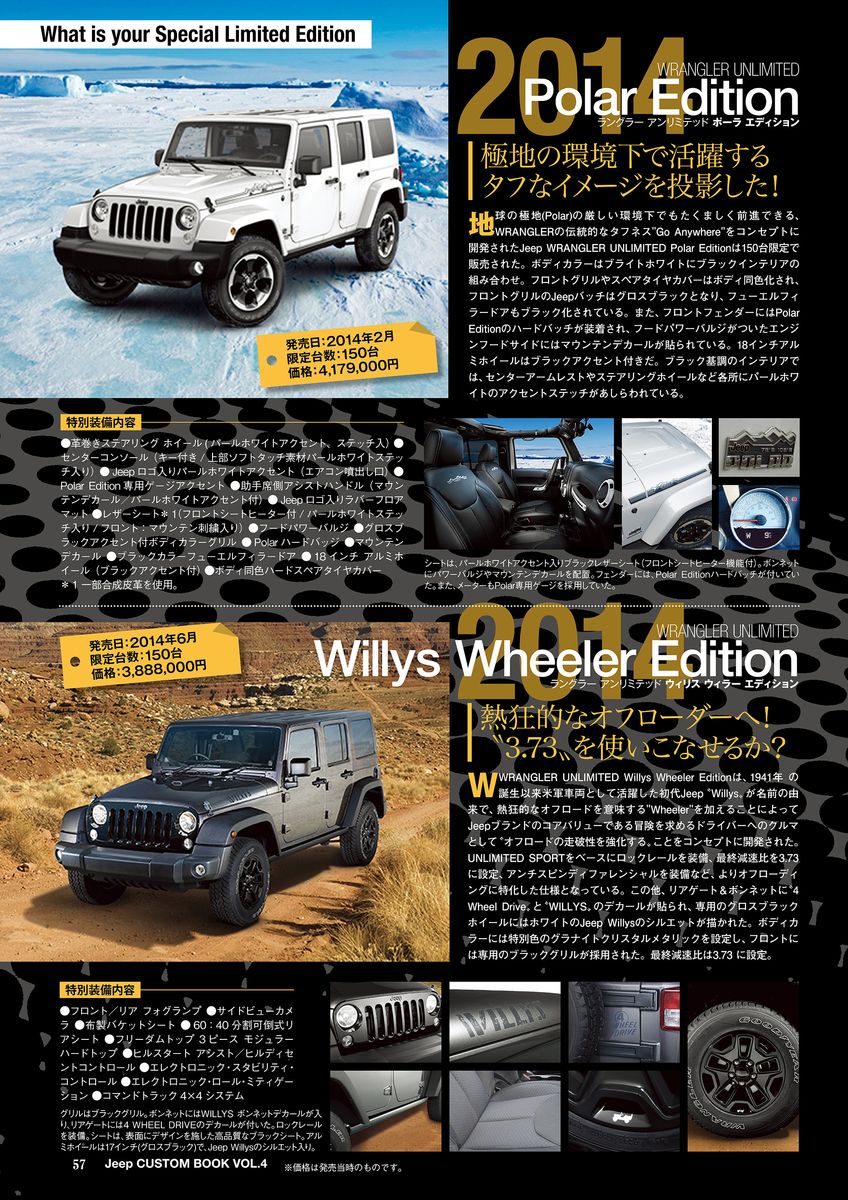 What is your Special Limited Edition
2014
WRANGLER UNLIMITED
Polar Edition
ラングラー アンリミテッド ポーラ エディション
極地の環境下で活躍する
タフなイメージを投影した!
地球の極地(Polar)の厳しい環境下でもたくましく前進できる、
WRANGLERの伝統的なタフネス"Go Anywhere"をコンセプトに
開発されたJeep WRANGLER UNLIMITED Polar Editionは150台限定で
販売された。ボディカラーはブライトホワイトにブラックインテリアの
組み合わせ。フロントグリルやスペアタイヤカバーはボディ同色化され、
フロントグリルのJeepバッチはグロスブラックとなり、フューエルフィ
ラードアもブラック化されている。また、フロントフェンダーにはPolar
Editionのハードバッチが装着され、フードパワーバルジがついたエンジ
ンフードサイドにはマウンテンデカールが貼られている。18インチアル
ミホイールはブラックアクセント付きだ。ブラック基調のインテリアで
は、センターアームレストやステアリングホイールなど各所にパールホワ
イトのアクセントステッチがあしらわれている。
発売日:2014年2月
限定台数:150台
価格:4,179,000円
特別装備内容
●革巻きステアリング ホイール(パールホワイトアクセント、ステッチ入)●
センターコンソール(キー付き/上部ソフトタッチ素材パールホワイトステッ
チ入り)●Jeepロゴ入りパールホワイトアクセント(エアコン噴出し口)●
Polar Edition専用ゲージアクセント●助手席側アシストハンドル(マウン
テンデカール/パールホワイトアクセント付)●Jeepロゴ入りラバーフロア
マット●レザーシート*1(フロントシートヒーター付/パールホワイトステッ
チ入り/フロント:マウンテン刺繍入り)●フードパワーバルジ●グロスブ
ラックアクセント付ボディカラーグリル●Polarハードバッジ●マウンテン
デカール●ブラックカラーフューエルフィラードア●18インチ アルミホ
イール(ブラックアクセント付)●ボディ同色ハードスペアタイヤカバー
*1一部合成皮革を使用。
シートは、パールホワイトアクセント入りブラックレザーシート(フロントシートヒーター機能付)。ボンネット
にパワーバルジやマウンテンデカールを配置。フェンダーには、Polar Editionハードバッチが付いてい
た。また、メーターもPolar専用ゲージを採用していた。
発売日:2014年6月
限定台数:150台
価格:3,888,000円
2014
WRANGLER UNLIMITED
Willys Wheeler Edition
ラングラー アンリミテッド ウィリス ウィラー エディション
熱狂的なオフローダーへ!
〝3.73〟を使いこなせるか?
WWRANGLER UNLIMITED Willys Wheeler Editionは、1941年 の
誕生以来米軍車両として活躍した初代Jeep〝Willys〟が名前の由
来で、熱狂的なオフロードを意味する"Wheeler"を加えることによって
Jeepブランドのコアバリューである冒険を求めるドライバーへのクルマ
として〝オフロードの走破性を強化する〟ことをコンセプトに開発された。
UNLIMITED SPORTをベースにロックレールを装備、最終減速比を3.73
に設定、アンチスピンディファレンシャルを装備など、よりオフローディ
ングに特化した仕様となっている。この他、リアゲート&ボンネットに〝4
Wheel Drive〟と〝WILLYS〟のデカールが貼られ、専用のグロスブラック
ホイールにはホワイトのJeep Willysのシルエットが描かれた。ボディカ
ラーには特別色のグラナイトクリスタルメタリックを設定し、フロントに
は専用のブラックグリルが採用された。最終減速比は3.73 に設定。
特別装備内容
●フロント/リア フォグランプ ●サイドビューカメ
ラ ●布製バケットシート ●60:40分割可倒式リ
アシート ●フリーダムトップ 3ピース モジュラー
ハードトップ ●ヒルスタート アシスト/ヒルディセ
ントコントロール ●エレクトロニック・スタビリティ・
コントロール ●エレクトロニック・ロール・ミティゲー
ション ●コマンドトラック4×4 システム
グリルはブラックグリル。ボンネットにはWILLYS ボンネットデカールが入
り、リアゲートには4 WHEEL DRIVEのデカールが付いた。ロックレール
を装備。シートは、表面にデザインを施した高品質なブラックシート。アル
ミホイールは17インチ(グロスブラック)で、Jeep Willysのシルエット入り。
WILLYS
4
WHEEL
DRIVE
GOODYEAR
WRANGLER
57 Jeep CUSTOM BOOK VOL.4 ※価格は発売当時のものです。